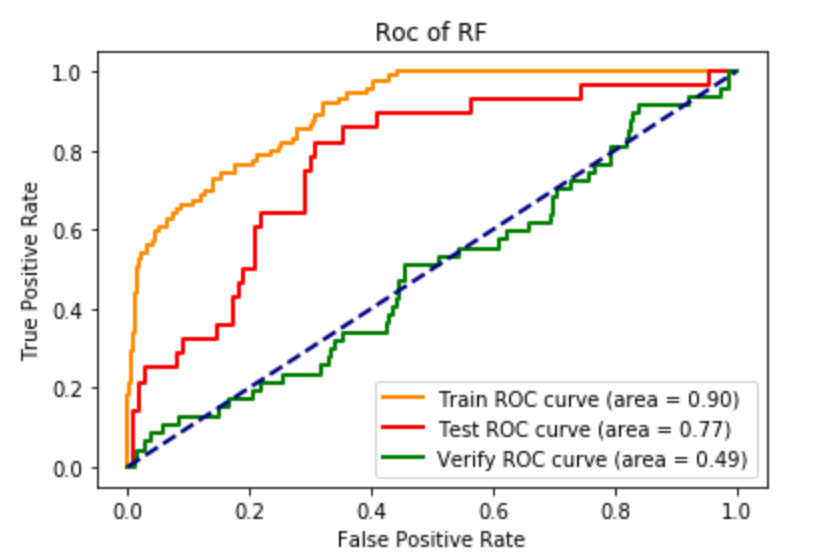 Roc of RF
True Positive Rate
1.0
0.8
0.6
0.4
0.2
0.0
Train ROC curve (area = 0.90)
Test ROC curve (area = 0.77)
Verify ROC curve (area = 0.49)
0.0 0.2 0.4 0.6 0.8 1.0
False Positive Rate